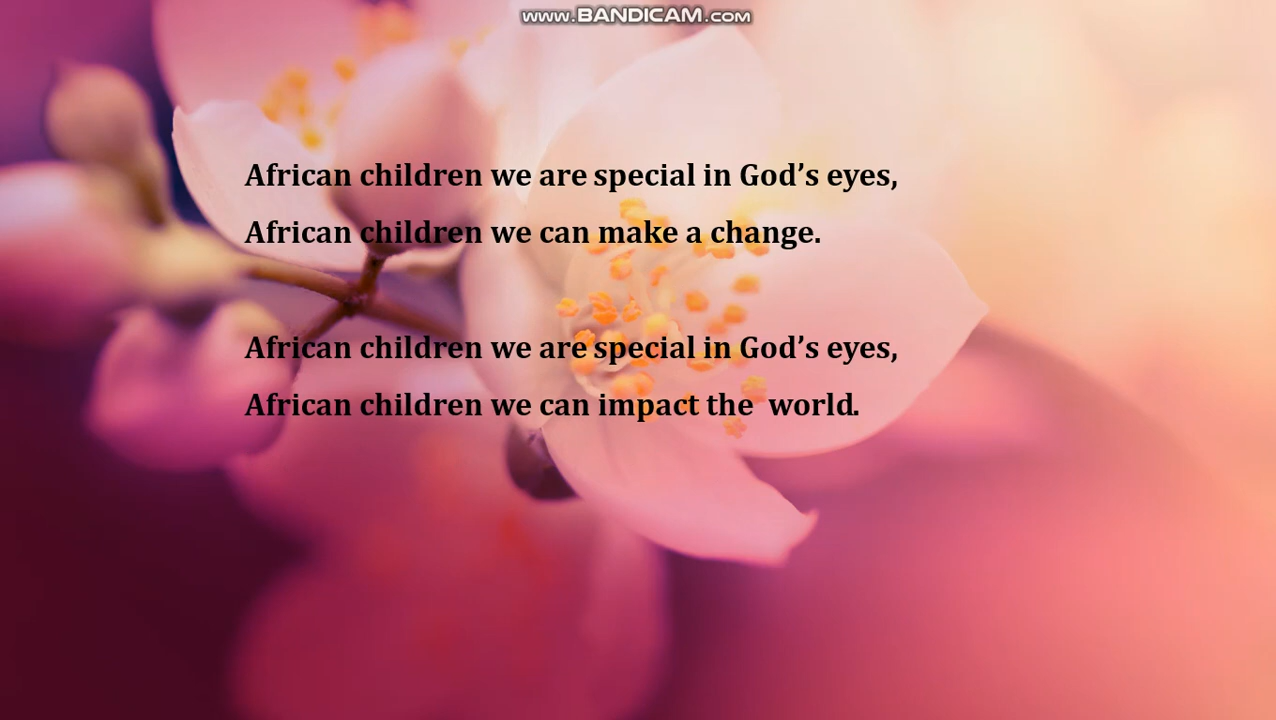 www.BANDICAM.com
African children we are special in God’s eyes,
African children we can make a change.
African children we are special in God’s eyes,
African children we can impact the  world.